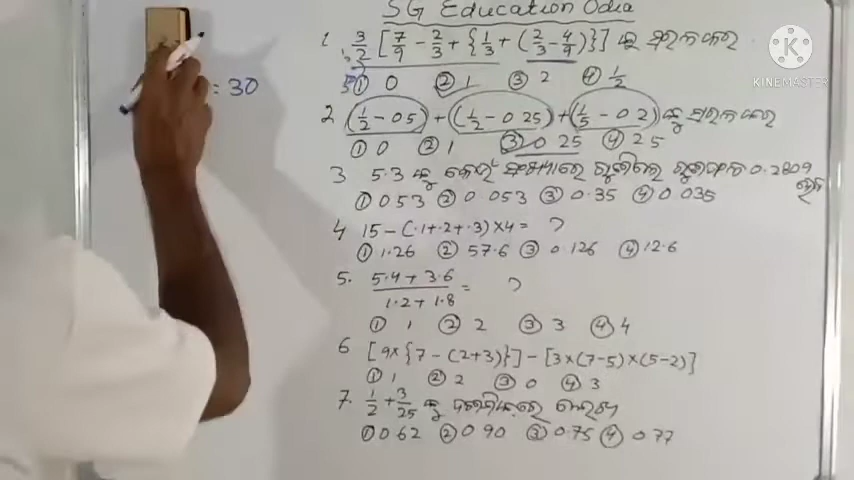 SG Education Odia
1 3/2 [7/9 - 2/3 + {1/3 + (2/3 - 4/9)}] କୁ ସରଳ କର
① 0 ② 1 ③ 2 ④ 1/2
: 30
2 (1/2 - 0 5) + (1/2 - 0 25) + (1/5 - 0 2) କୁ ସରଳ କର
① 0 ② 1 ③ 0 25 ④ 2 5
3 5.3 କୁ କେଉଁ ସଂଖ୍ୟାରେ ଗୁଣିଲେ ଗୁଣଫଳ 0.2809 ହେବ
① 0 53 ② 0 053 ③ 0.35 ④ 0 035
4 15 - (.1+.2+.3)×4 = ?
① 1.26 ② 57.6 ③ 0.126 ④ 12.6
5. 5.4 + 3.6 / 1.2 + 1.8 = ?
① 1 ② 2 ③ 3 ④ 4
6 [9×{7 - (2+3)}] - [3×(7-5)×(5-2)]
① 1 ② 2 ③ 0 ④ 3
7. 1/2 + 3/25 କୁ ଦଶମିକରେ
① 0 62 ② 0 90 ③ 0.75 ④ 0 77
KINEMASTER